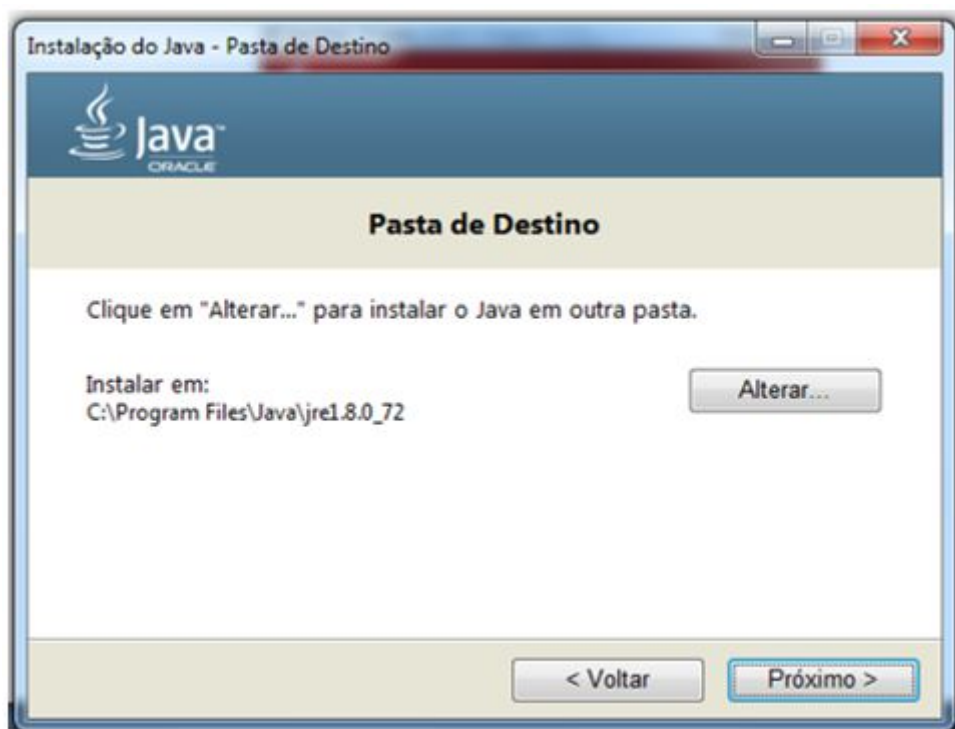 Instalação do Java - Pasta de Destino
Java™
ORACLE
Pasta de Destino
Clique em "Alterar..." para instalar o Java em outra pasta.
Instalar em:
C:\Program Files\Java\jre1.8.0_72
Alterar...
< Voltar
Próximo >